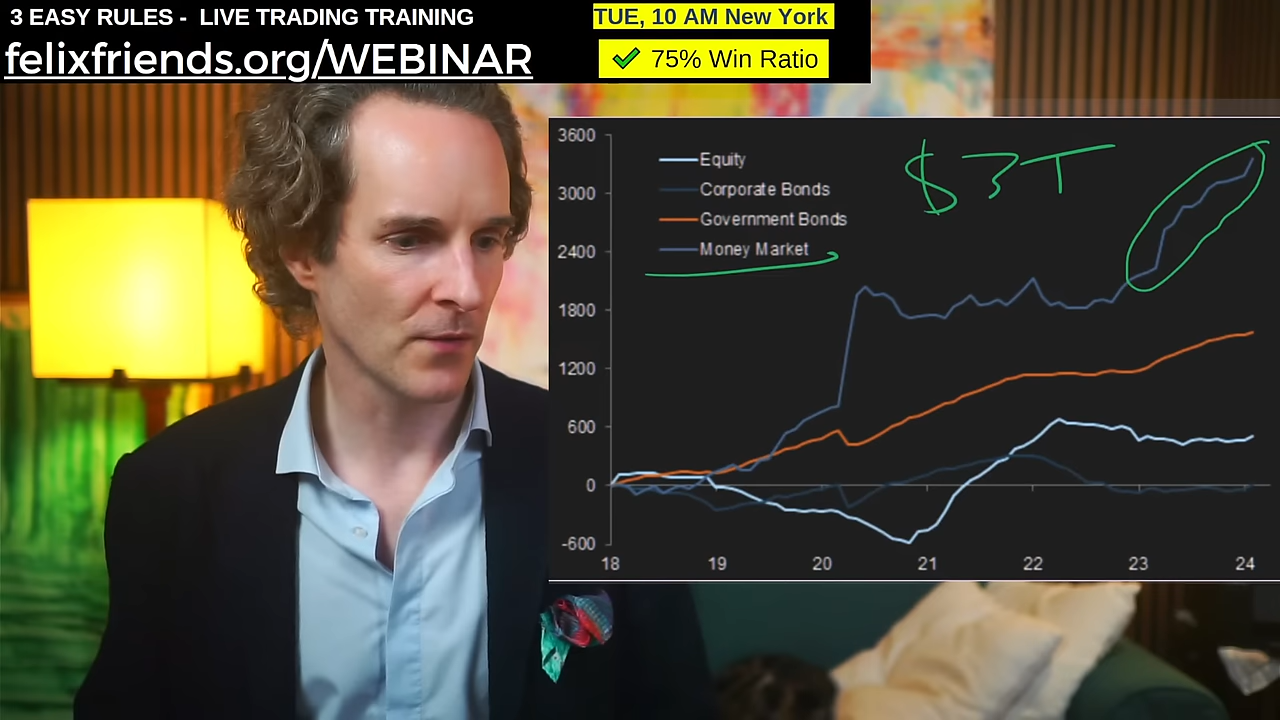 3 EASY RULES - LIVE TRADING TRAINING
felixfriends.org/WEBINAR
TUE, 10 AM New York
75% Win Ratio
$3T
Equity
Corporate Bonds
Government Bonds
Money Market
3600
3000
2400
1800
1200
600
0
-600
18 19 20 21 22 23 24